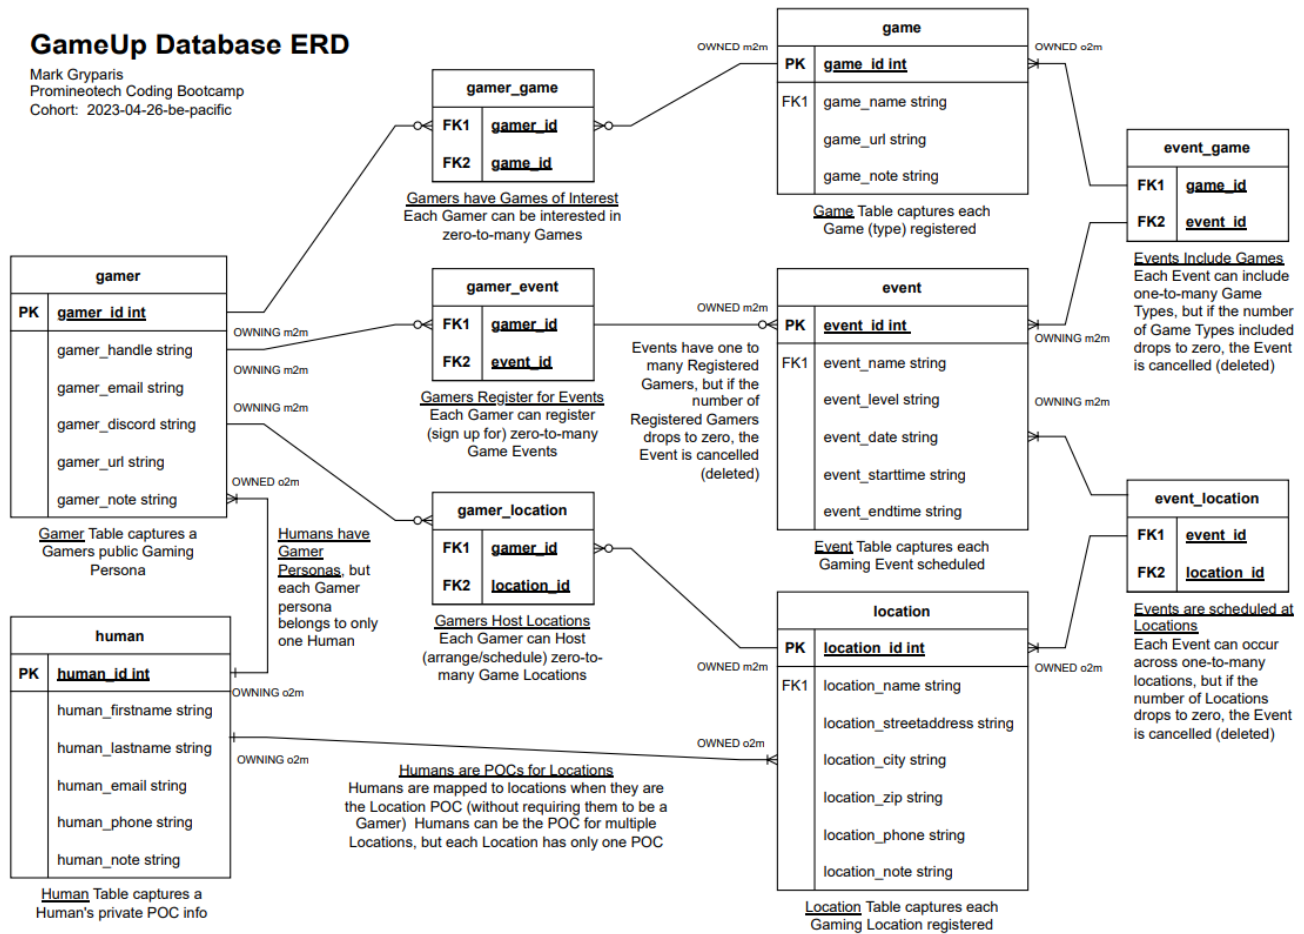 GameUp Database ERD
Mark Gryparis
Promineotech Coding Bootcamp
Cohort: 2023-04-26-be-pacific
gamer_game
FK1 gamer_id
FK2 game_id
Gamers have Games of Interest
Each Gamer can be interested in
zero-to-many Games
OWNED m2m
game
PK game_id int
FK1 game_name string
game_url string
game_note string
Game Table captures each
Game (type) registered
OWNED o2m
event_game
FK1 game_id
FK2 event_id
Events Include Games
Each Event can include
one-to-many Game
Types, but if the number
of Game Types included
drops to zero, the Event
is cancelled (deleted)
gamer
PK gamer_id int
gamer_handle string
gamer_email string
gamer_discord string
gamer_url string
gamer_note string
Gamer Table captures a
Gamers public Gaming
Persona
OWNING m2m
OWNING m2m
OWNING m2m
OWNED o2m
gamer_event
FK1 gamer_id
FK2 event_id
Gamers Register for Events
Each Gamer can register
(sign up for) zero-to-many
Game Events
OWNED m2m
Events have one to
many Registered
Gamers, but if the
number of
Registered Gamers
drops to zero, the
Event is cancelled
(deleted)
event
PK event_id int
FK1 event_name string
event_level string
event_date string
event_starttime string
event_endtime string
Event Table captures each
Gaming Event scheduled
OWNING m2m
OWNING m2m
Humans have
Gamer
Personas, but
each Gamer
persona
belongs to only
one Human
gamer_location
FK1 gamer_id
FK2 location_id
Gamers Host Locations
Each Gamer can Host
(arrange/schedule) zero-to-
many Game Locations
event_location
FK1 event_id
FK2 location_id
Events are scheduled at
Locations
Each Event can occur
across one-to-many
locations, but if the
number of Locations
drops to zero, the Event
is cancelled (deleted)
human
PK human_id int
human_firstname string
human_lastname string
human_email string
human_phone string
human_note string
Human Table captures a
Human's private POC info
OWNING o2m
OWNING o2m
Humans are POCs for Locations
Humans are mapped to locations when they are
the Location POC (without requiring them to be a
Gamer) Humans can be the POC for multiple
Locations, but each Location has only one POC
OWNED m2m
OWNED o2m
location
PK location_id int
FK1 location_name string
location_streetaddress string
location_city string
location_zip string
location_phone string
location_note string
Location Table captures each
Gaming Location registered
OWNED o2m